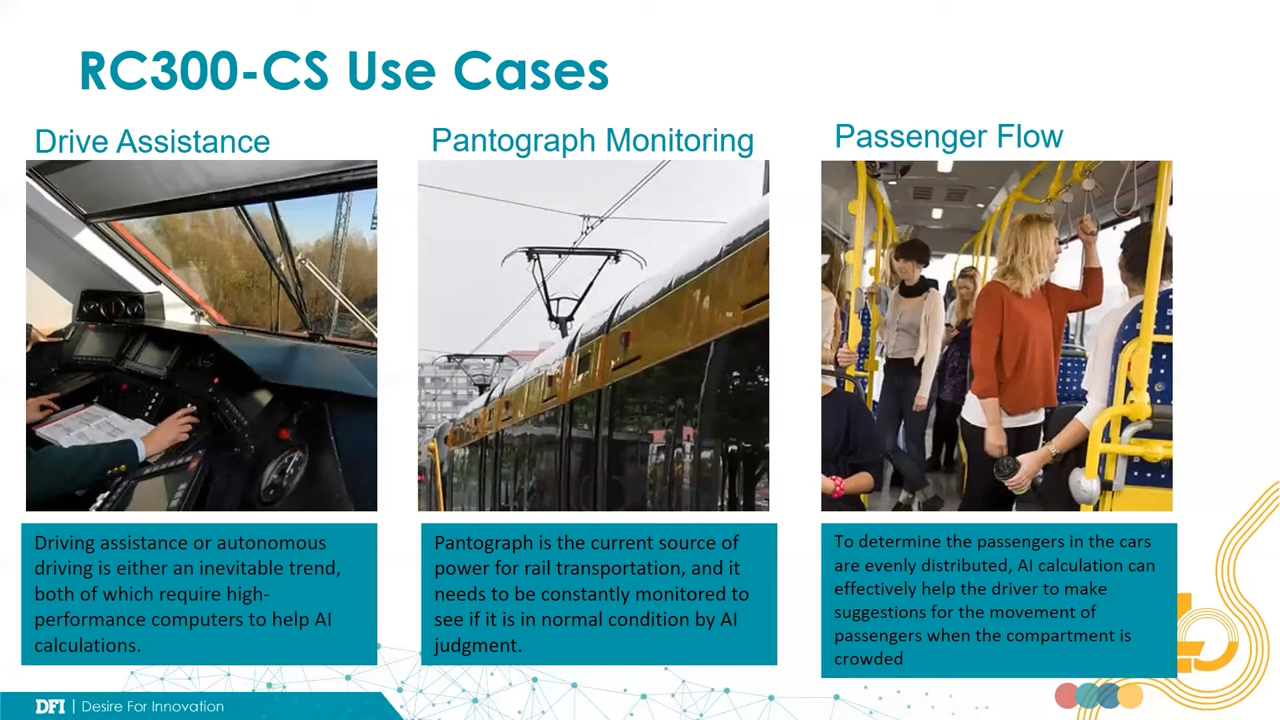 RC300-CS Use Cases
Drive Assistance
Pantograph Monitoring
Passenger Flow
Driving assistance or autonomous
driving is either an inevitable trend,
both of which require high-
performance computers to help AI
calculations.
Pantograph is the current source of
power for rail transportation, and it
needs to be constantly monitored to
see if it is in normal condition by AI
judgment.
To determine the passengers in the cars
are evenly distributed, AI calculation can
effectively help the driver to make
suggestions for the movement of
passengers when the compartment is
crowded
DFI | Desire For Innovation